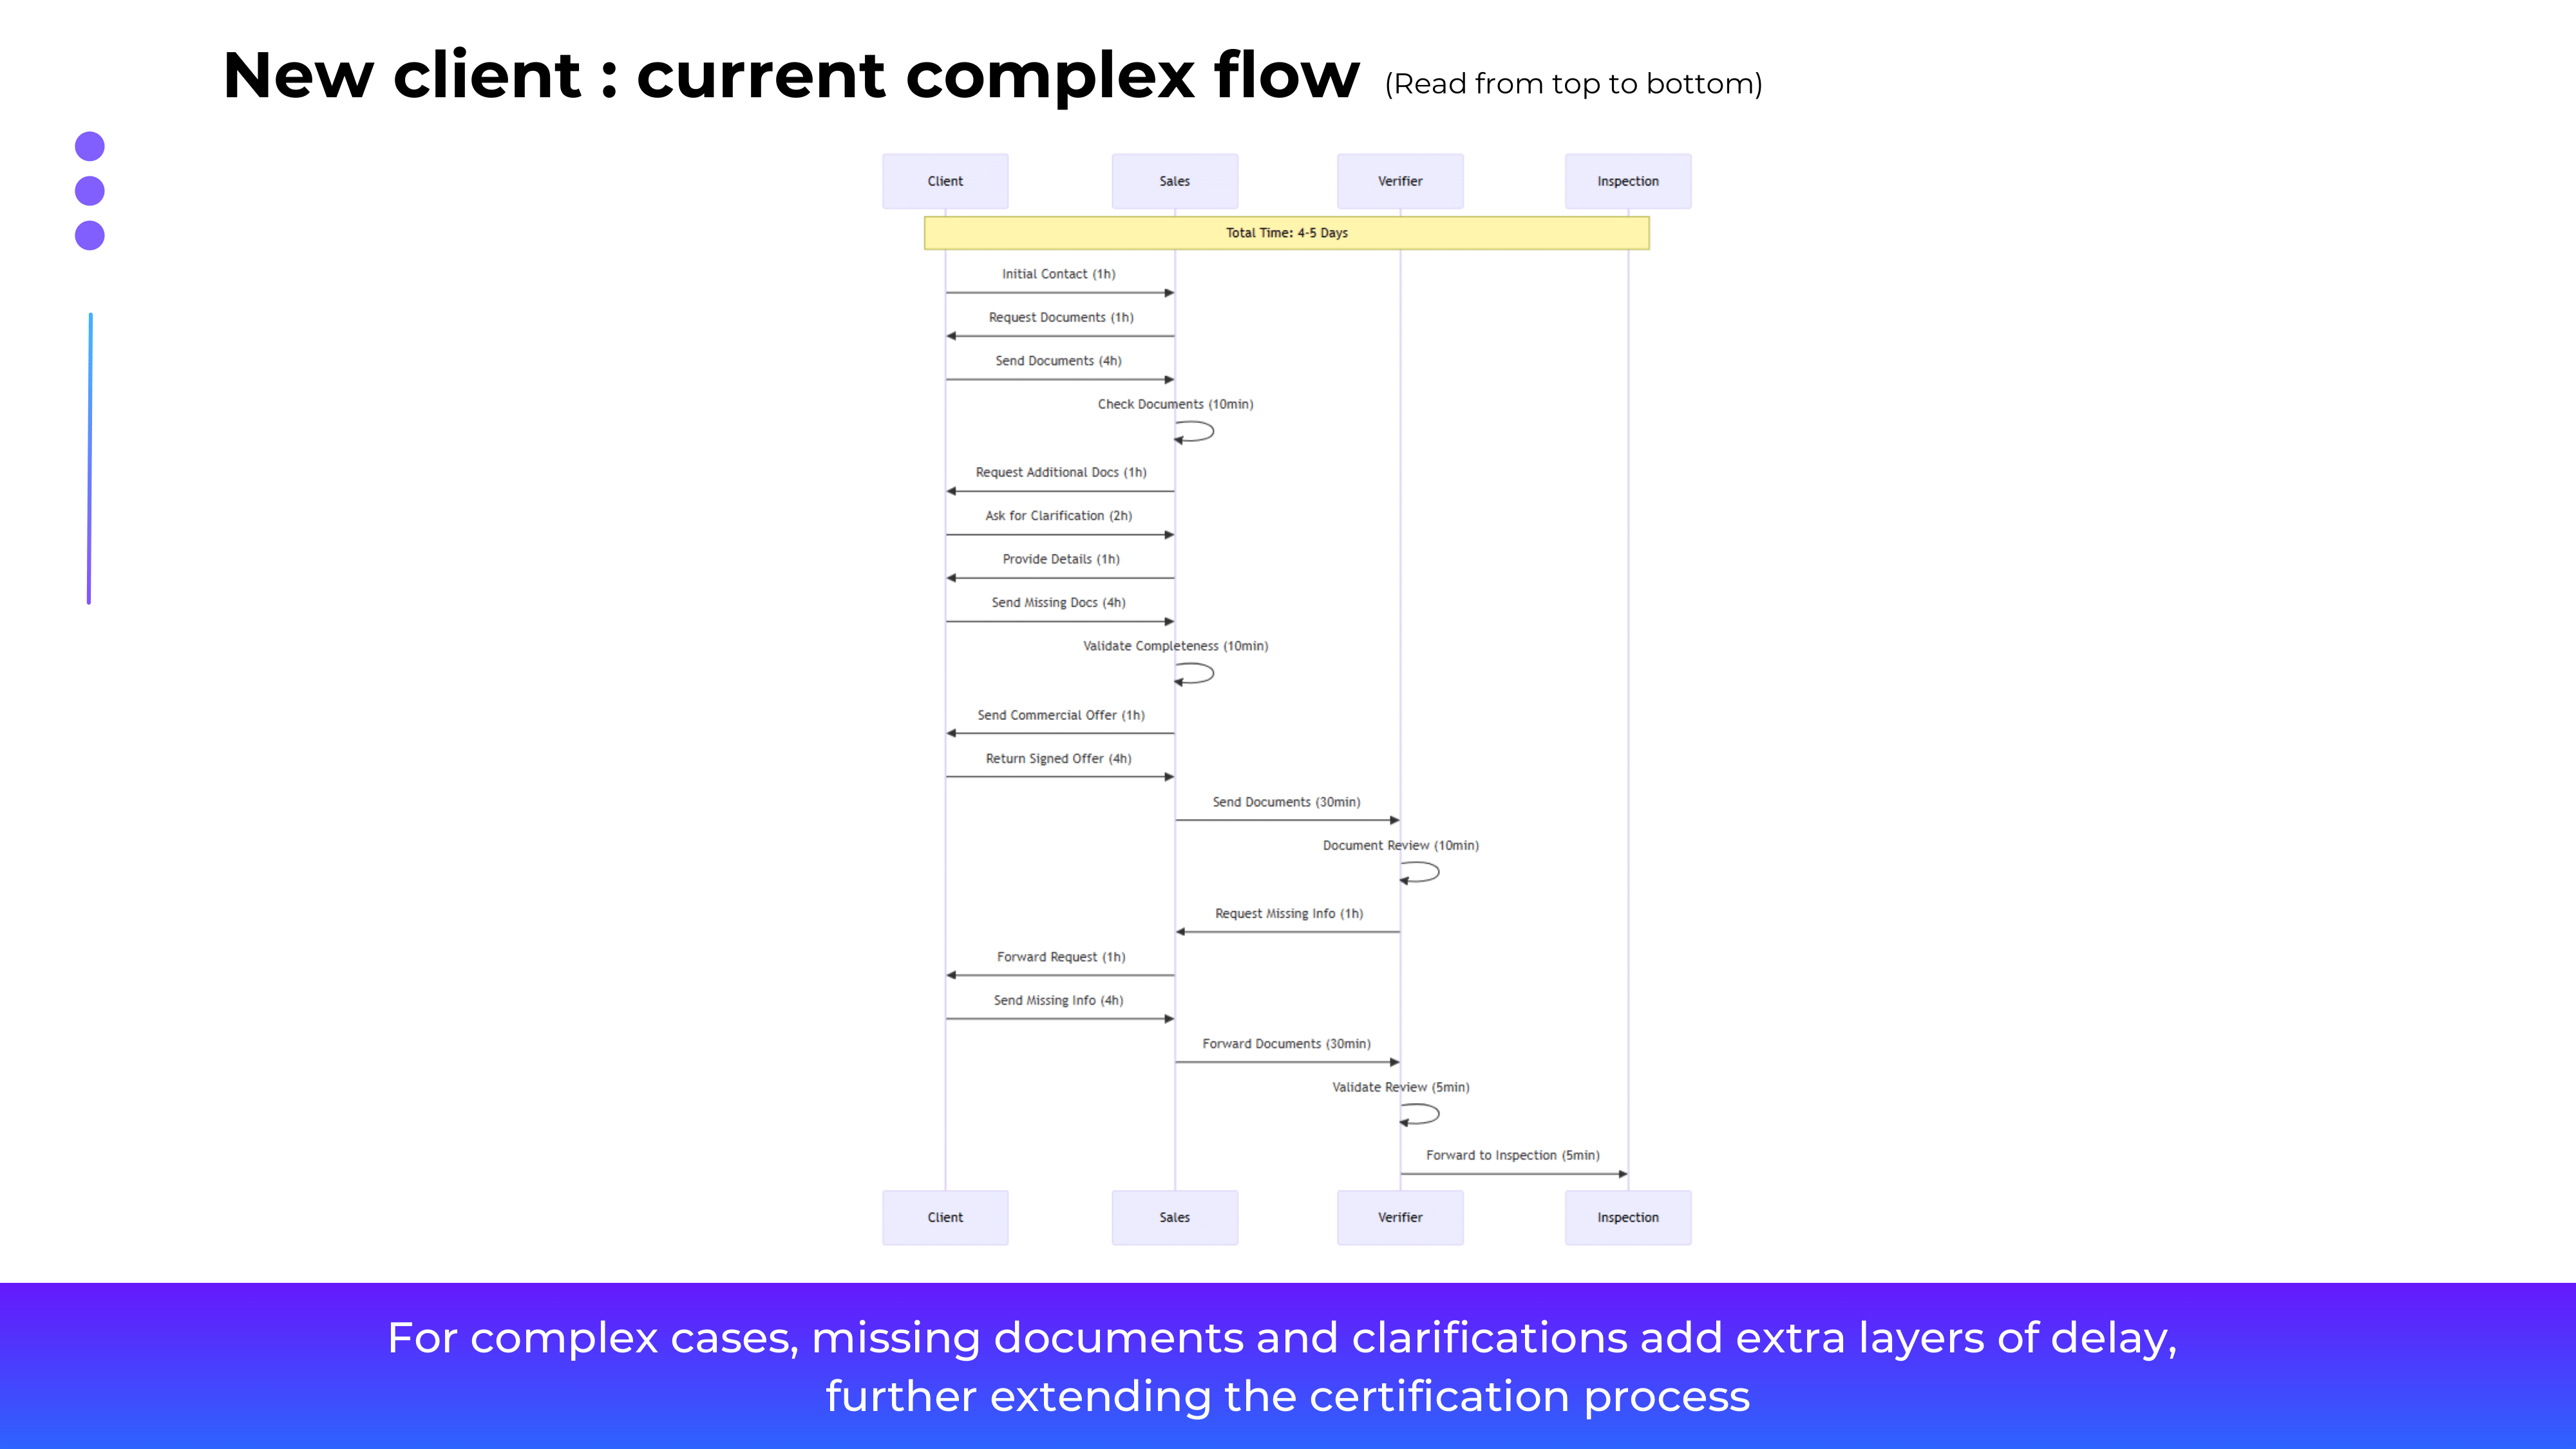 New client : current complex flow (Read from top to bottom)
Client Sales Verifier Inspection
Total Time: 4-5 Days
Initial Contact (1h)
Request Documents (1h)
Send Documents (4h)
Check Documents (10min)
Request Additional Docs (1h)
Ask for Clarification (2h)
Provide Details (1h)
Send Missing Docs (4h)
Validate Completeness (10min)
Send Commercial Offer (1h)
Return Signed Offer (4h)
Send Documents (30min)
Document Review (10min)
Request Missing Info (1h)
Forward Request (1h)
Send Missing Info (4h)
Forward Documents (30min)
Validate Review (5min)
Forward to Inspection (5min)
Client Sales Verifier Inspection
For complex cases, missing documents and clarifications add extra layers of delay,
further extending the certification process